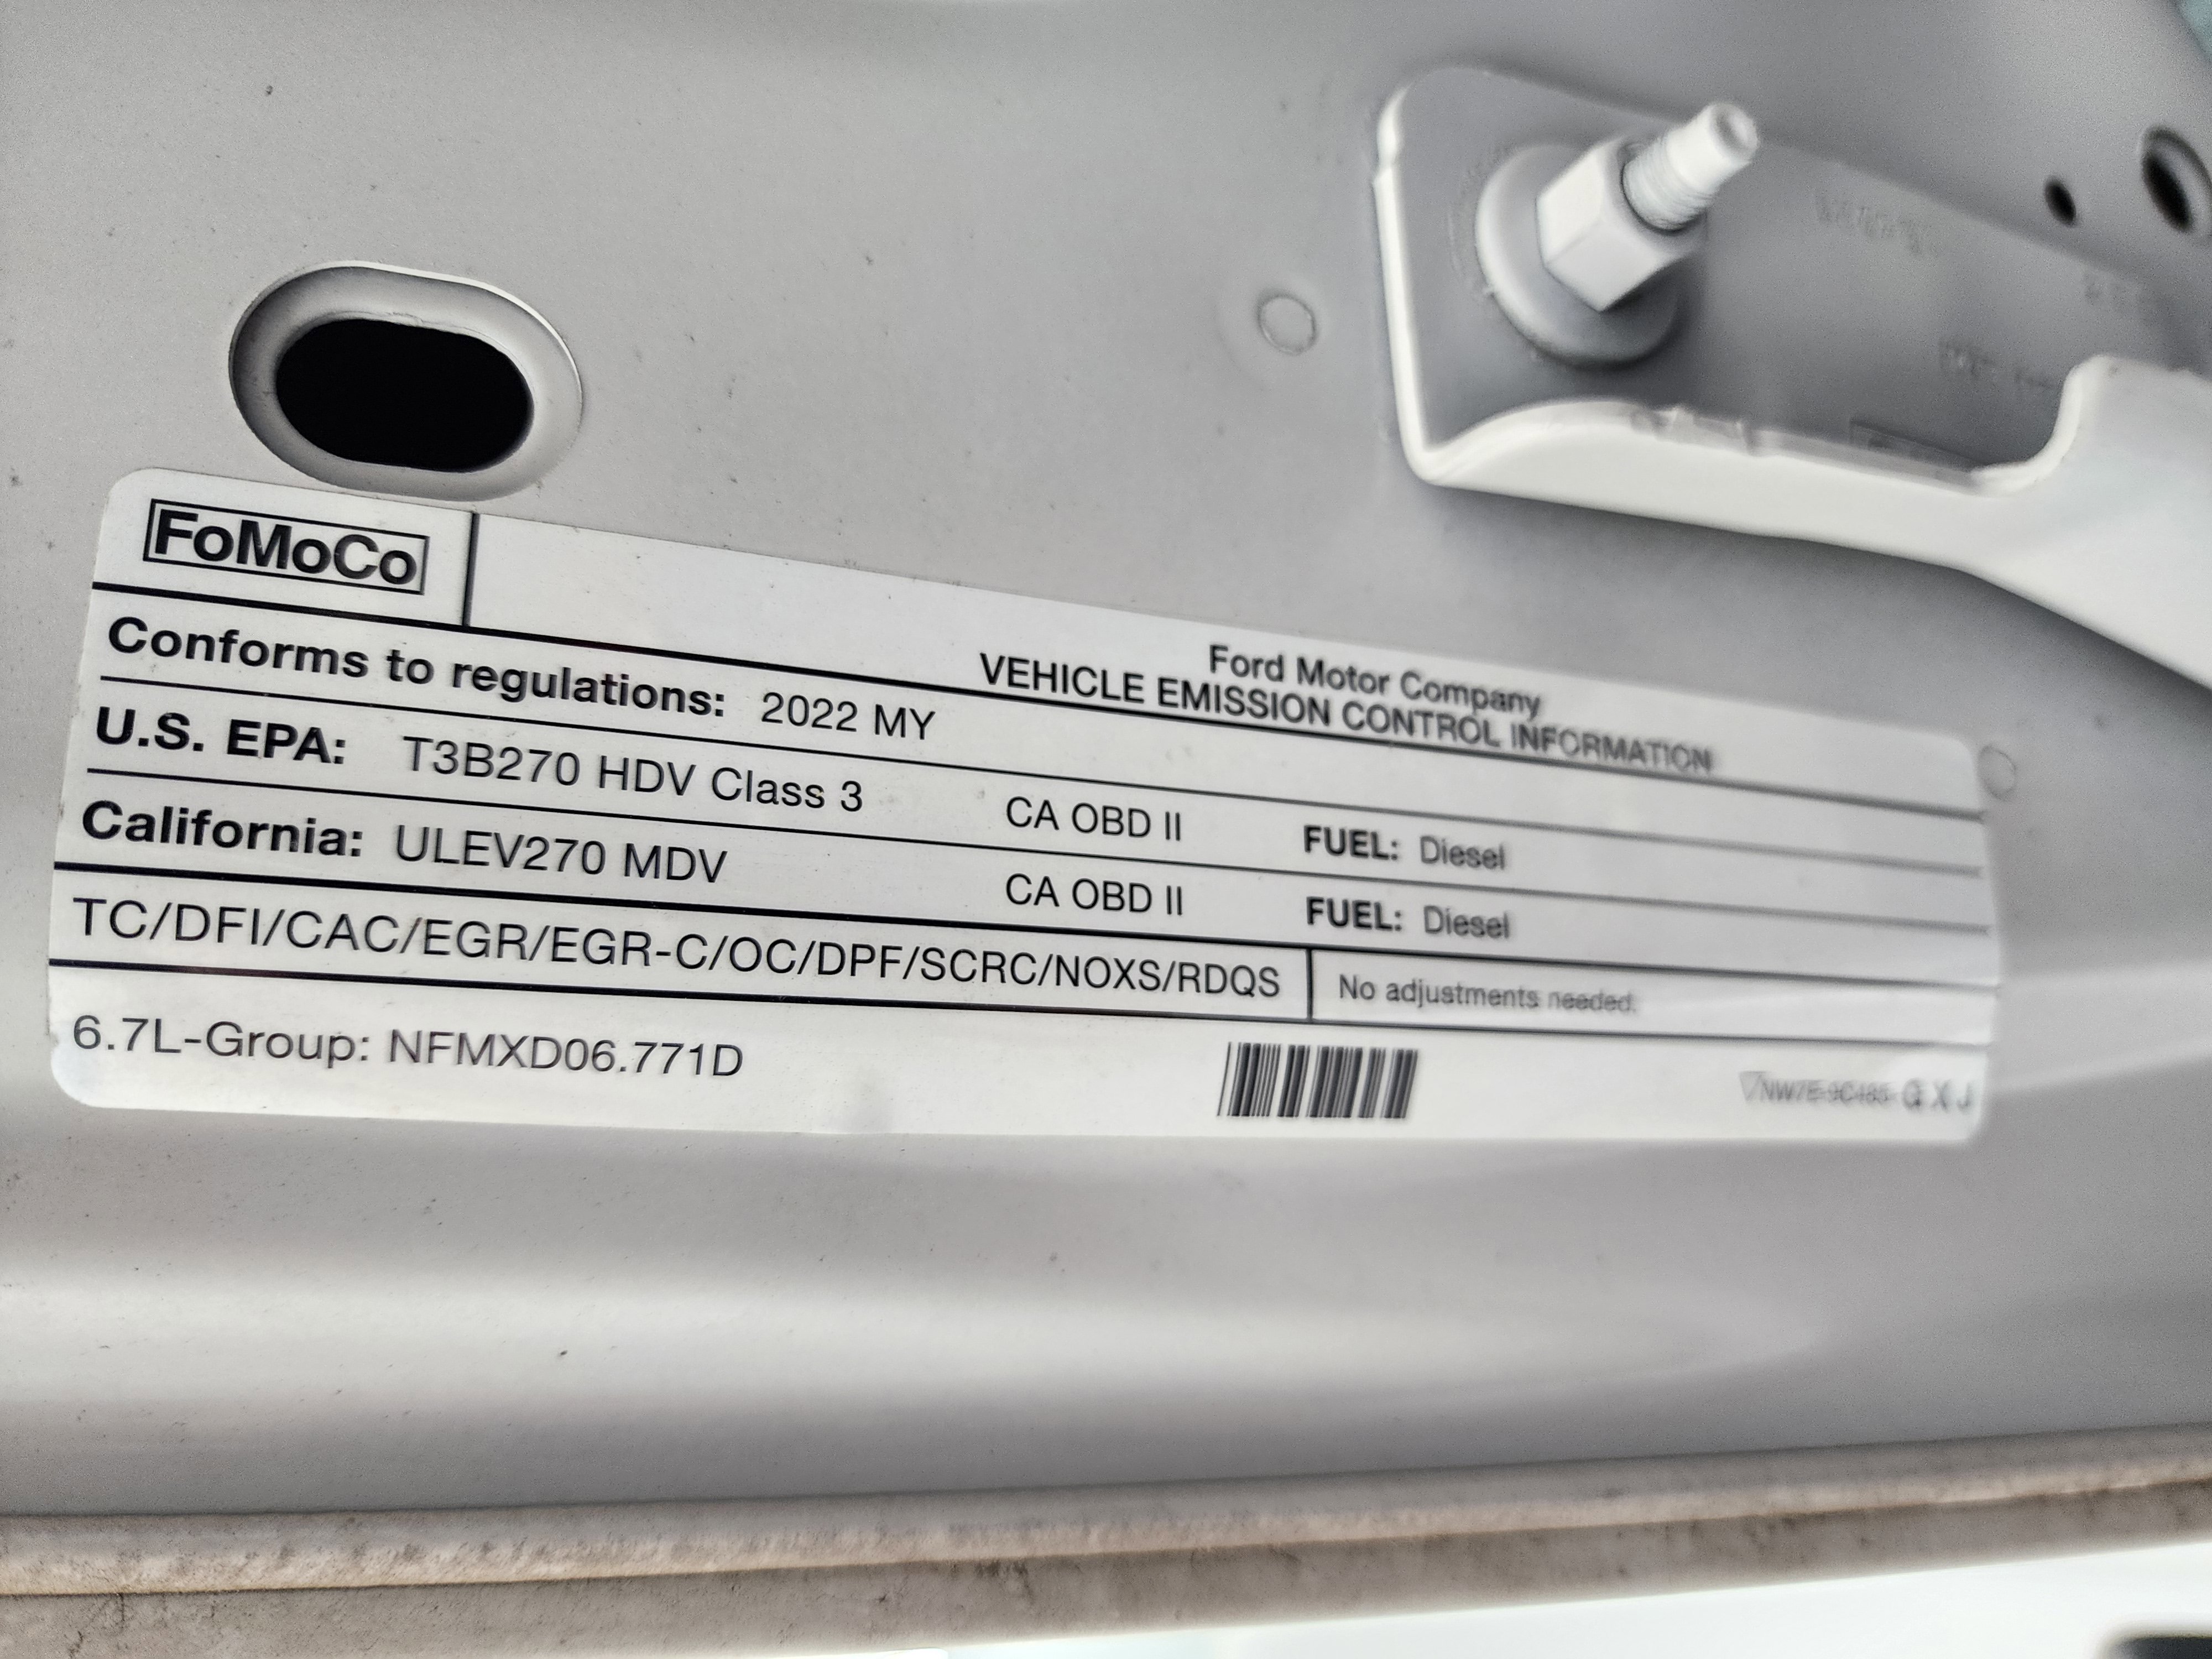 FoMoCo
Ford Motor Company
VEHICLE EMISSION CONTROL INFORMATION
Conforms to regulations: 2022 MY
U.S. EPA: T3B270 HDV Class 3 CA OBD II FUEL: Diesel
California: ULEV270 MDV CA OBD II FUEL: Diesel
TC/DFI/CAC/EGR/EGR-C/OC/DPF/SCRC/NOXS/RDQS No adjustments needed.
6.7L-Group: NFMXD06.771D